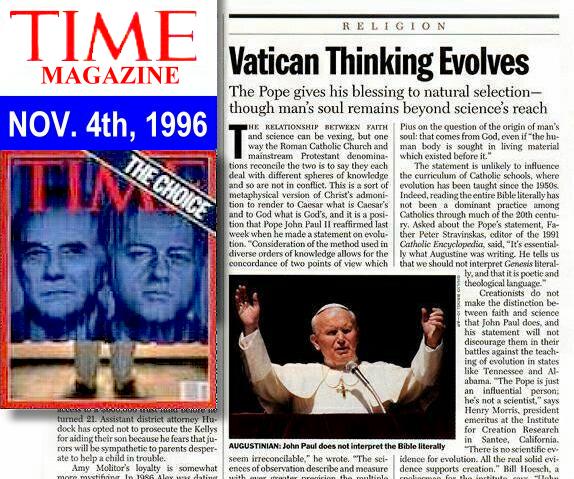 TIME
MAGAZINE
NOV. 4th, 1996
TIME
THE CHOICE
RELIGION
Vatican Thinking Evolves
The Pope gives his blessing to natural selection—
though man's soul remains beyond science's reach
THE RELATIONSHIP BETWEEN FAITH
and science can be vexing, but one
way the Roman Catholic Church and
mainstream Protestant denomina-
tions reconcile the two is to say they each
deal with different spheres of knowledge
and so are not in conflict. This is a sort of
metaphysical version of Christ's admoni-
tion to render to Caesar what is Caesar's
and to God what is God's, and it is a posi-
tion that Pope John Paul II reaffirmed last
week when he made a statement on evolu-
tion. "Consideration of the method used in
diverse orders of knowledge allows for the
concordance of two points of view which
AUGUSTINIAN: John Paul does not interpret the Bible literally
seem irreconcilable," he wrote. "The sci-
ences of observation describe and measure
with ever greater precision the multiple
Pius on the question of the origin of man's
soul: that comes from God, even if "the hu-
man body is sought in living material
which existed before it."
The statement is unlikely to influence
the curriculum of Catholic schools, where
evolution has been taught since the 1950s.
Indeed, reading the entire Bible literally has
not been a dominant practice among
Catholics through much of the 20th centu-
ry. Asked about the Pope's statement, Fa-
ther Peter Stravinskas, editor of the 1991
Catholic Encyclopedia, said, "It's essential-
ly what Augustine was writing. He tells us
that we should not interpret Genesis literal-
ly, and that it is poetic and
theological language."
Creationists do not
make the distinction be-
tween faith and science
that John Paul does, and
his statement will not
discourage them in their
battles against the teach-
ing of evolution in states
like Tennessee and Al-
abama. "The Pope is just
an influential person;
he's not a scientist," says
Henry Morris, president
emeritus at the Institute
for Creation Research
in Santee, California.
"There is no scientific ev-
idence for evolution. All the real solid evi-
dence supports creation." Bill Hoesch, a
spokesman for the institute, says, "John
turned 21. Assistant district attorney Hu-
dock has opted not to prosecute the Kellys
for aiding their son because he fears that ju-
rors will be sympathetic to parents desper-
ate to help a child in trouble.
Amy Molitor's loyalty is somewhat
more mystifying. In 1986 Alex was dating